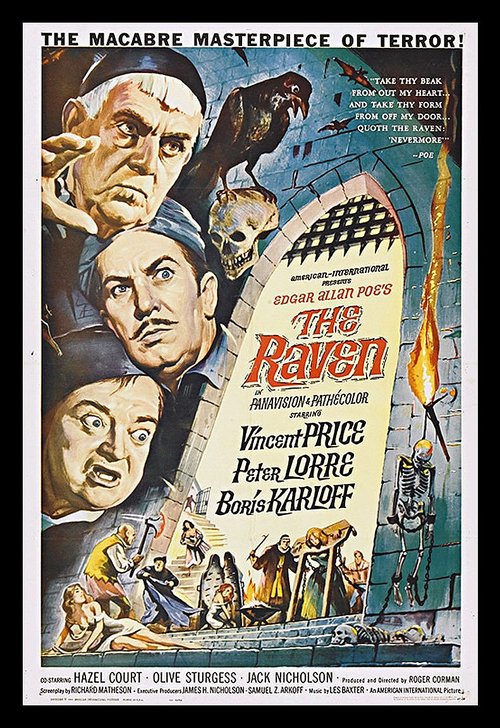 THE MACABRE MASTERPIECE OF TERROR!
"TAKE THY BEAK
FROM OUT MY HEART...
AND TAKE THY FORM
FROM OFF MY DOOR...
QUOTH THE RAVEN:
'NEVERMORE'"
--POE
AMERICAN-INTERNATIONAL
PRESENTS
EDGAR ALLAN POE'S
THE
RAVEN
IN
PANAVISION & PATHÉCOLOR
STARRING
VINCENT PRICE
PETER LORRE
BORIS KARLOFF
CO-STARRING HAZEL COURT · OLIVE STURGESS · JACK NICHOLSON · Produced and Directed by ROGER CORMAN
Screenplay by RICHARD MATHESON - Executive Producers JAMES H. NICHOLSON · SAMUEL Z. ARKOFF · Music by LES BAXTER · An AMERICAN INTERNATIONAL Picture